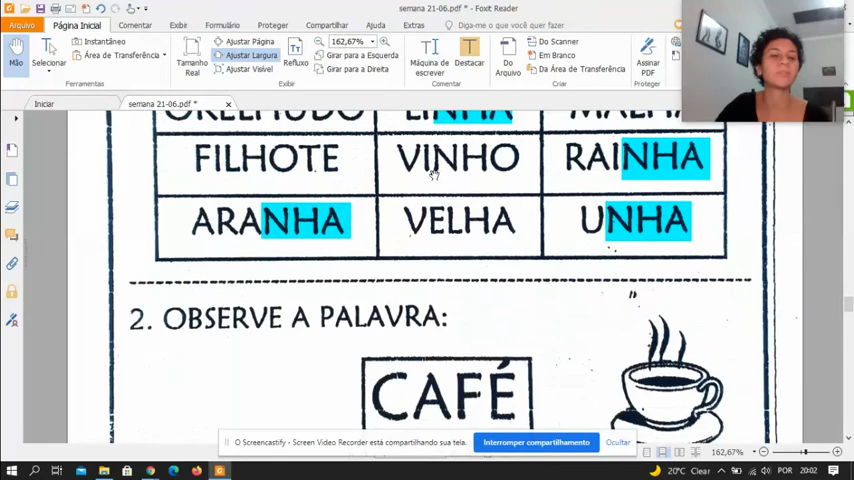 semana 21-06.pdf * - Foxit Reader
Arquivo Página Inicial Comentar Exibir Formulário Proteger Compartilhar Ajuda Extras Diga-me o que você quer fazer
Mão
Selecionar
Instantâneo
Área de Transferência
Ferramentas
Tamanho Real
Ajustar Página
Ajustar Largura
Ajustar Visível
Refluxo
162,67%
Girar para a Esquerda
Girar para a Direita
Exibir
Máquina de escrever
Destacar
Comentar
Do Arquivo
Do Scanner
Em Branco
Da Área de Transferência
Criar
Assinar PDF
Iniciar semana 21-06.pdf *
ORELHUDO LINHA MALHA
FILHOTE VINHO RAINHA
ARANHA VELHA UNHA
2. OBSERVE A PALAVRA:
CAFÉ
O Screencastify - Screen Video Recorder está compartilhando sua tela. Interromper compartilhamento Ocultar
162,67%
20°C Clear POR 20:02